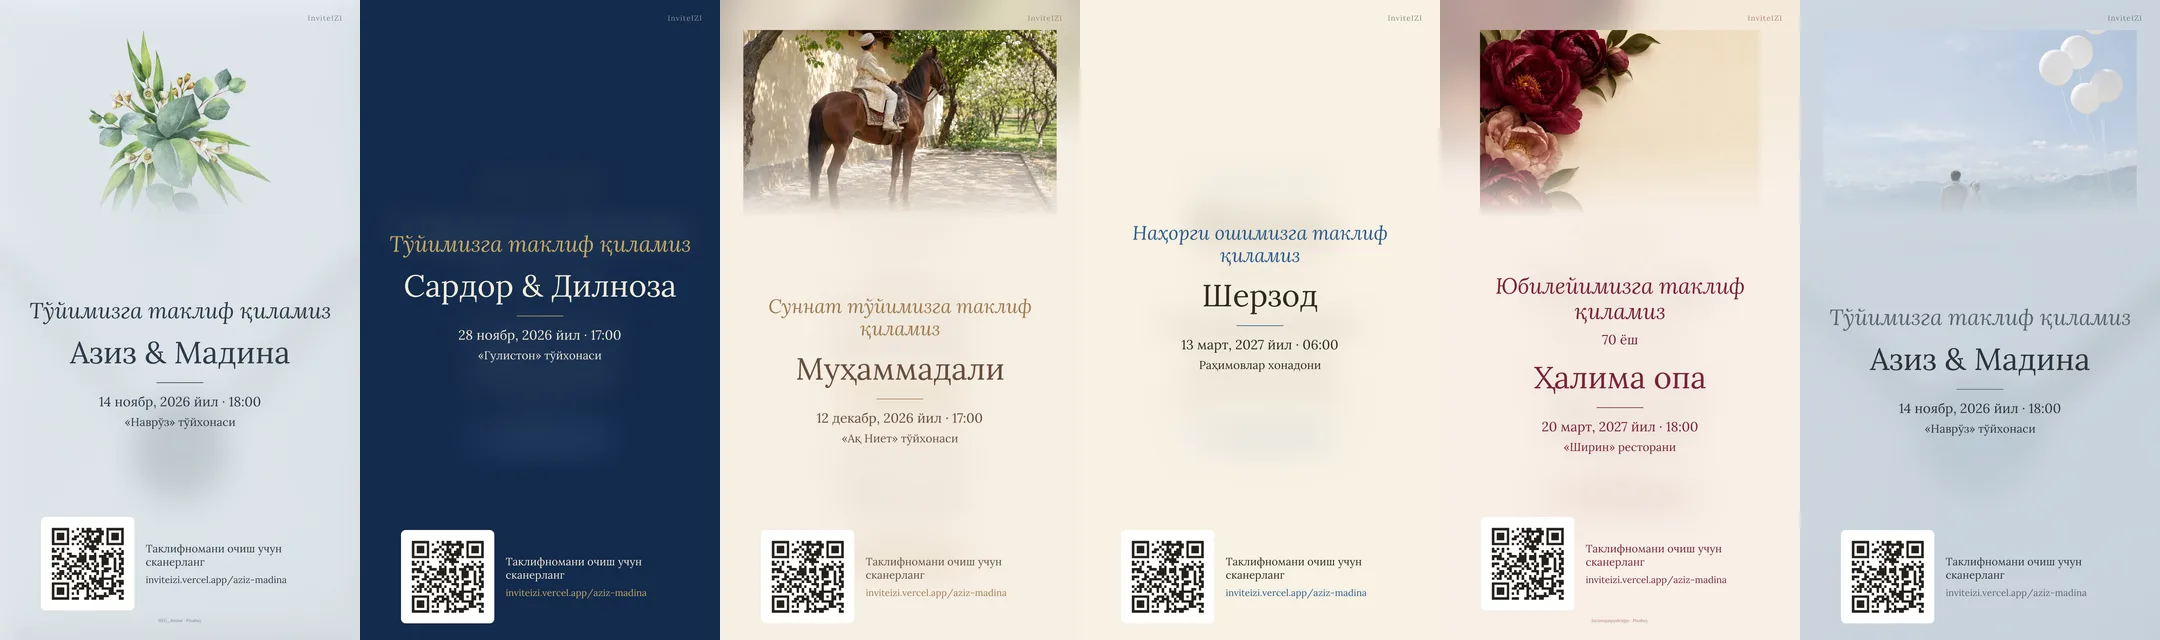 InviteIZI
Тўйимизга таклиф қиламиз
Азиз & Мадина
14 ноябр, 2026 йил · 18:00
«Наврўз» тўйхонаси
Таклифномани очиш учун
сканерланг
inviteizi.vercel.app/aziz-madina
InviteIZI
Тўйимизга таклиф қиламиз
Сардор & Дилноза
28 ноябр, 2026 йил · 17:00
«Гулистон» тўйхонаси
Таклифномани очиш учун
сканерланг
inviteizi.vercel.app/aziz-madina
InviteIZI
Суннат тўйимизга таклиф
қиламиз
Муҳаммадали
12 декабр, 2026 йил · 17:00
«Ақ Ниет» тўйхонаси
Таклифномани очиш учун
сканерланг
inviteizi.vercel.app/aziz-madina
InviteIZI
Наҳорги ошимизга таклиф
қиламиз
Шерзод
13 март, 2027 йил · 06:00
Раҳимовлар хонадони
Таклифномани очиш учун
сканерланг
inviteizi.vercel.app/aziz-madina
InviteIZI
Юбилейимизга таклиф
қиламиз
70 ёш
Ҳалима опа
20 март, 2027 йил · 18:00
«Ширин» ресторани
Таклифномани очиш учун
сканерланг
inviteizi.vercel.app/aziz-madina
InviteIZI
Тўйимизга таклиф қиламиз
Азиз & Мадина
14 ноябр, 2026 йил · 18:00
«Наврўз» тўйхонаси
Таклифномани очиш учун
сканерланг
inviteizi.vercel.app/aziz-madina